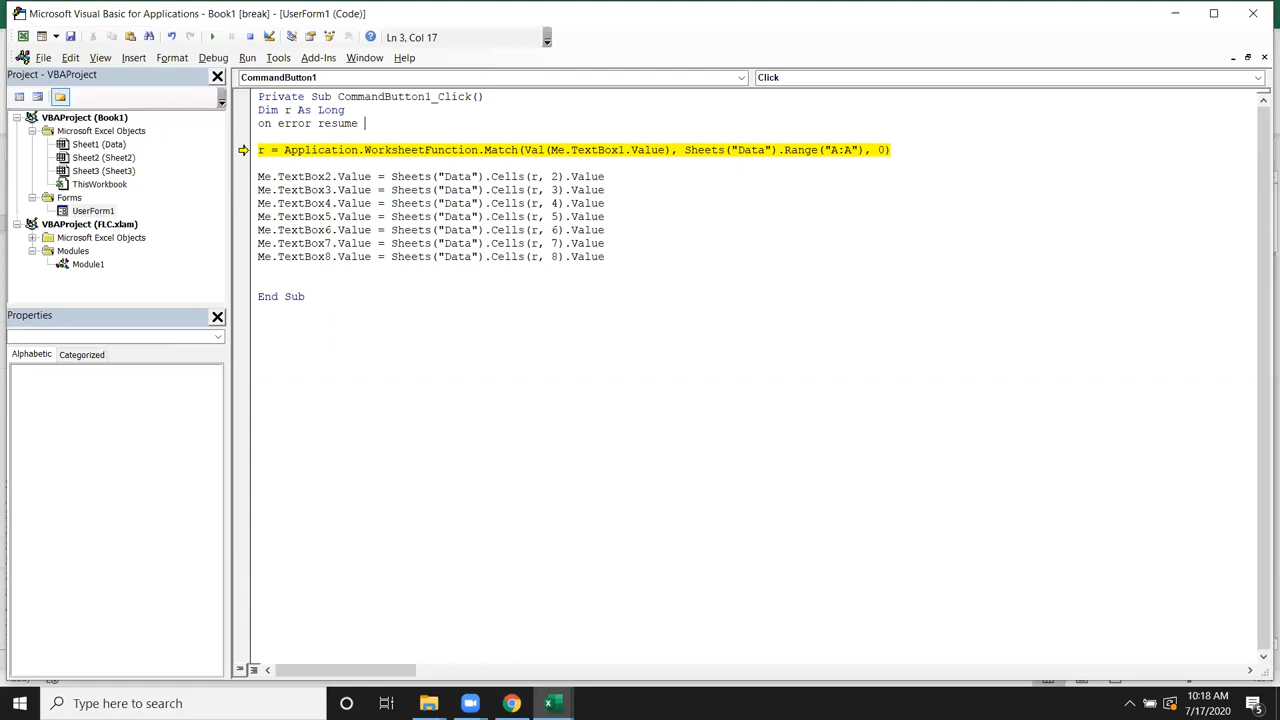 Microsoft Visual Basic for Applications - Book1 [break] - [UserForm1 (Code)]
Ln 3, Col 17
File Edit View Insert Format Debug Run Tools Add-Ins Window Help
Project - VBAProject
CommandButton1
Click
VBAProject (Book1)
Microsoft Excel Objects
Sheet1 (Data)
Sheet2 (Sheet2)
Sheet3 (Sheet3)
ThisWorkbook
Forms
UserForm1
VBAProject (FLC.xlam)
Microsoft Excel Objects
Modules
Module1
Properties
Alphabetic Categorized
Private Sub CommandButton1_Click()
Dim r As Long
on error resume
r = Application.WorksheetFunction.Match(Val(Me.TextBox1.Value), Sheets("Data").Range("A:A"), 0)
Me.TextBox2.Value = Sheets("Data").Cells(r, 2).Value
Me.TextBox3.Value = Sheets("Data").Cells(r, 3).Value
Me.TextBox4.Value = Sheets("Data").Cells(r, 4).Value
Me.TextBox5.Value = Sheets("Data").Cells(r, 5).Value
Me.TextBox6.Value = Sheets("Data").Cells(r, 6).Value
Me.TextBox7.Value = Sheets("Data").Cells(r, 7).Value
Me.TextBox8.Value = Sheets("Data").Cells(r, 8).Value
End Sub
Type here to search
10:18 AM
7/17/2020
5